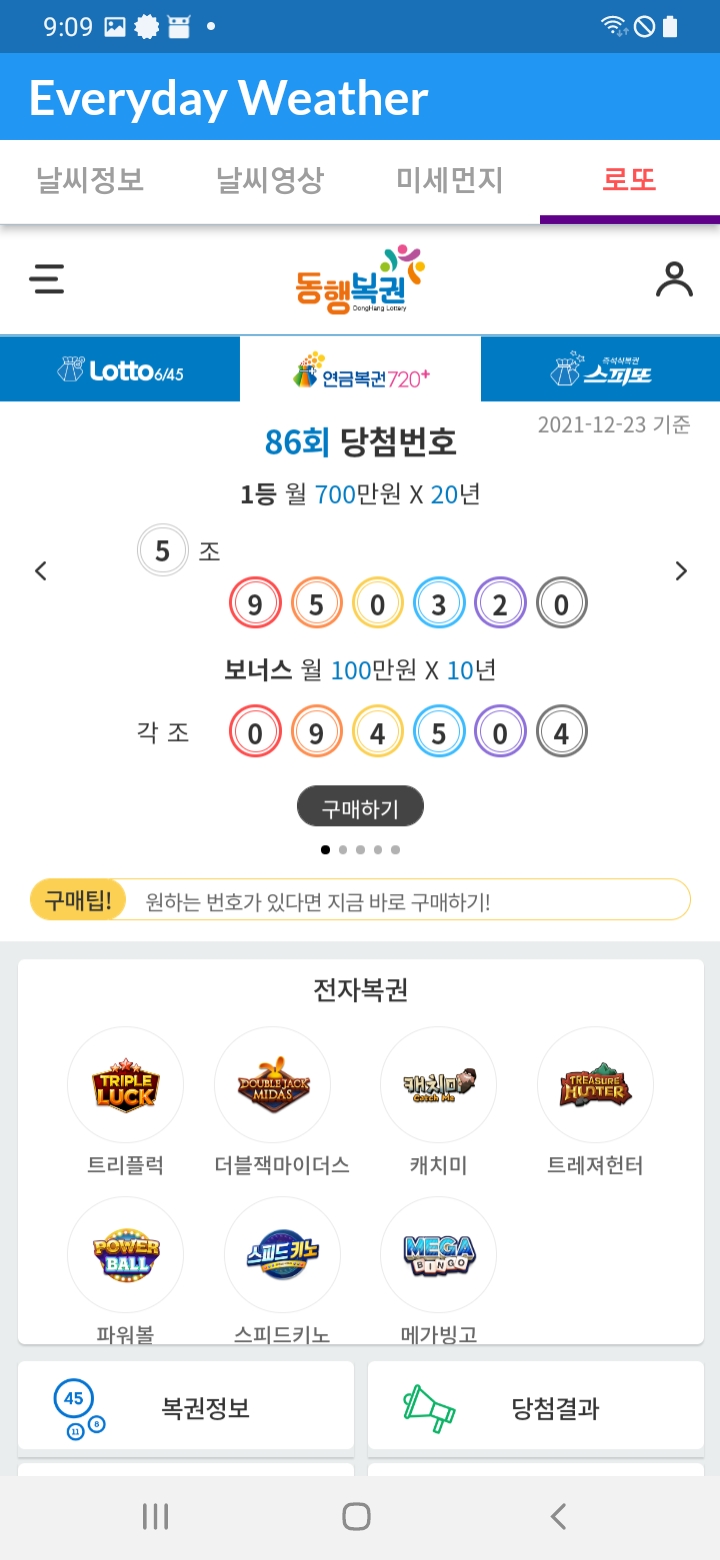 9:09
Everyday Weather
날씨정보 날씨영상 미세먼지 로또
동행복권
DongHang Lottery
Lotto6/45 연금복권720+ 즉석식복권 스피또
2021-12-23 기준
86회 당첨번호
1등 월 700만원 X 20년
5 조
9 5 0 3 2 0
보너스 월 100만원 X 10년
각 조 0 9 4 5 0 4
구매하기
구매팁! 원하는 번호가 있다면 지금 바로 구매하기!
전자복권
TRIPLE LUCK DOUBLE JACK MIDAS 캐치미 Catch Me TREASURE HUNTER
트리플럭 더블잭마이더스 캐치미 트레져헌터
POWER BALL 스피드키노 MEGA BINGO
파워볼 스피드키노 메가빙고
45 11 8 복권정보 당첨결과